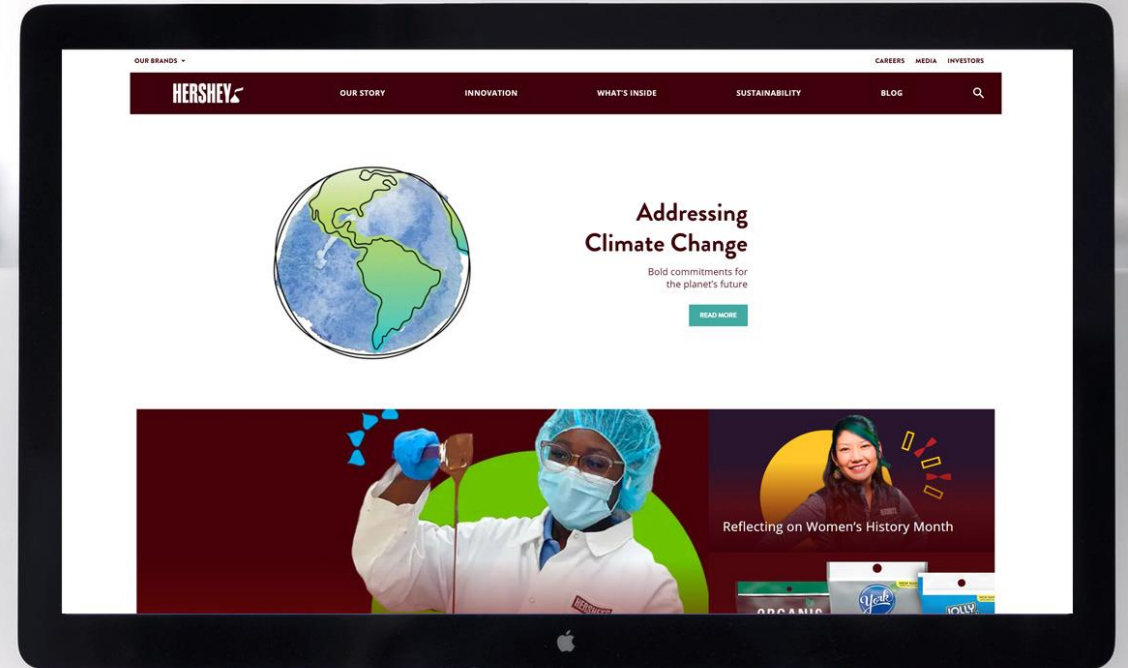 OUR BRANDS
CAREERS MEDIA INVESTORS
HERSHEY
OUR STORY INNOVATION WHAT'S INSIDE SUSTAINABILITY BLOG
Addressing
Climate Change
Bold commitments for
the planet's future
READ MORE
Reflecting on Women's History Month
HERSHEY'S
ORGANIC
York
JOLLY